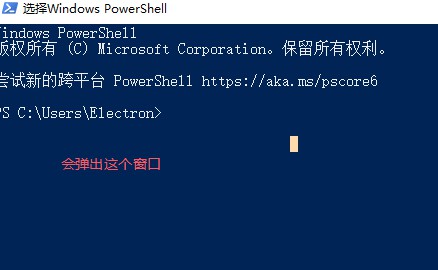 选择Windows PowerShell
Windows PowerShell
版权所有 (C) Microsoft Corporation。保留所有权利。
尝试新的跨平台 PowerShell https://aka.ms/pscore6
PS C:\Users\Electron>
会弹出这个窗口